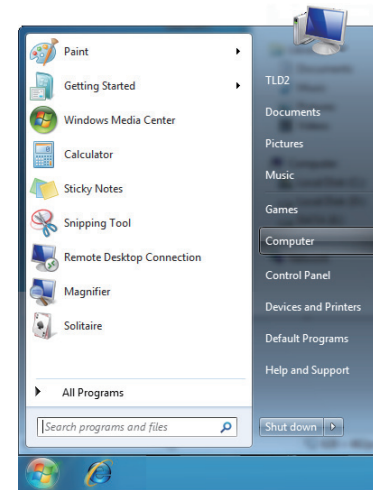 Paint
Getting Started
Windows Media Center
Calculator
Sticky Notes
Snipping Tool
Remote Desktop Connection
Magnifier
Solitaire
All Programs
Search programs and files
TLD2
Documents
Pictures
Music
Games
Computer
Control Panel
Devices and Printers
Default Programs
Help and Support
Shut down